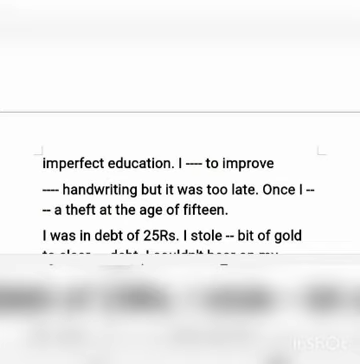 imperfect education. I ---- to improve
---- handwriting but it was too late. Once I --
-- a theft at the age of fifteen.
I was in debt of 25Rs. I stole -- bit of gold
InShOt